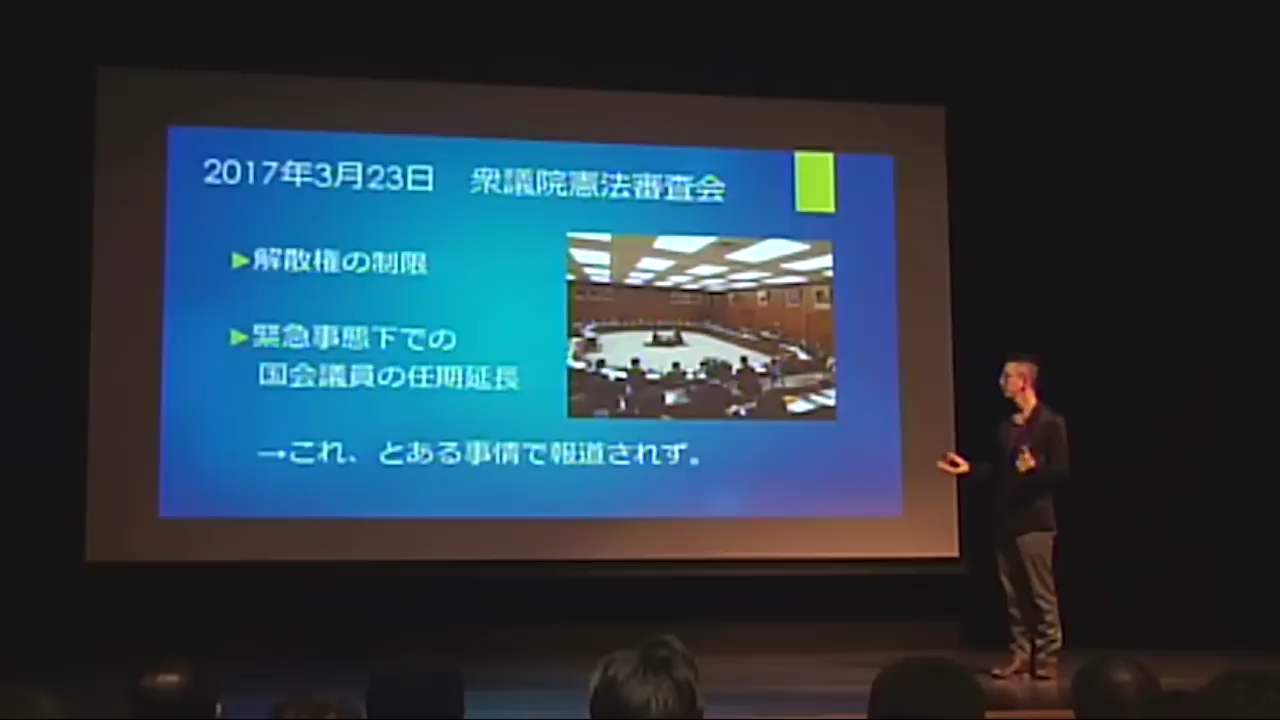 2017年3月23日 衆議院憲法審査会
▶解散権の制限
▶緊急事態下での
国会議員の任期延長
→これ、とある事情で報道されず。